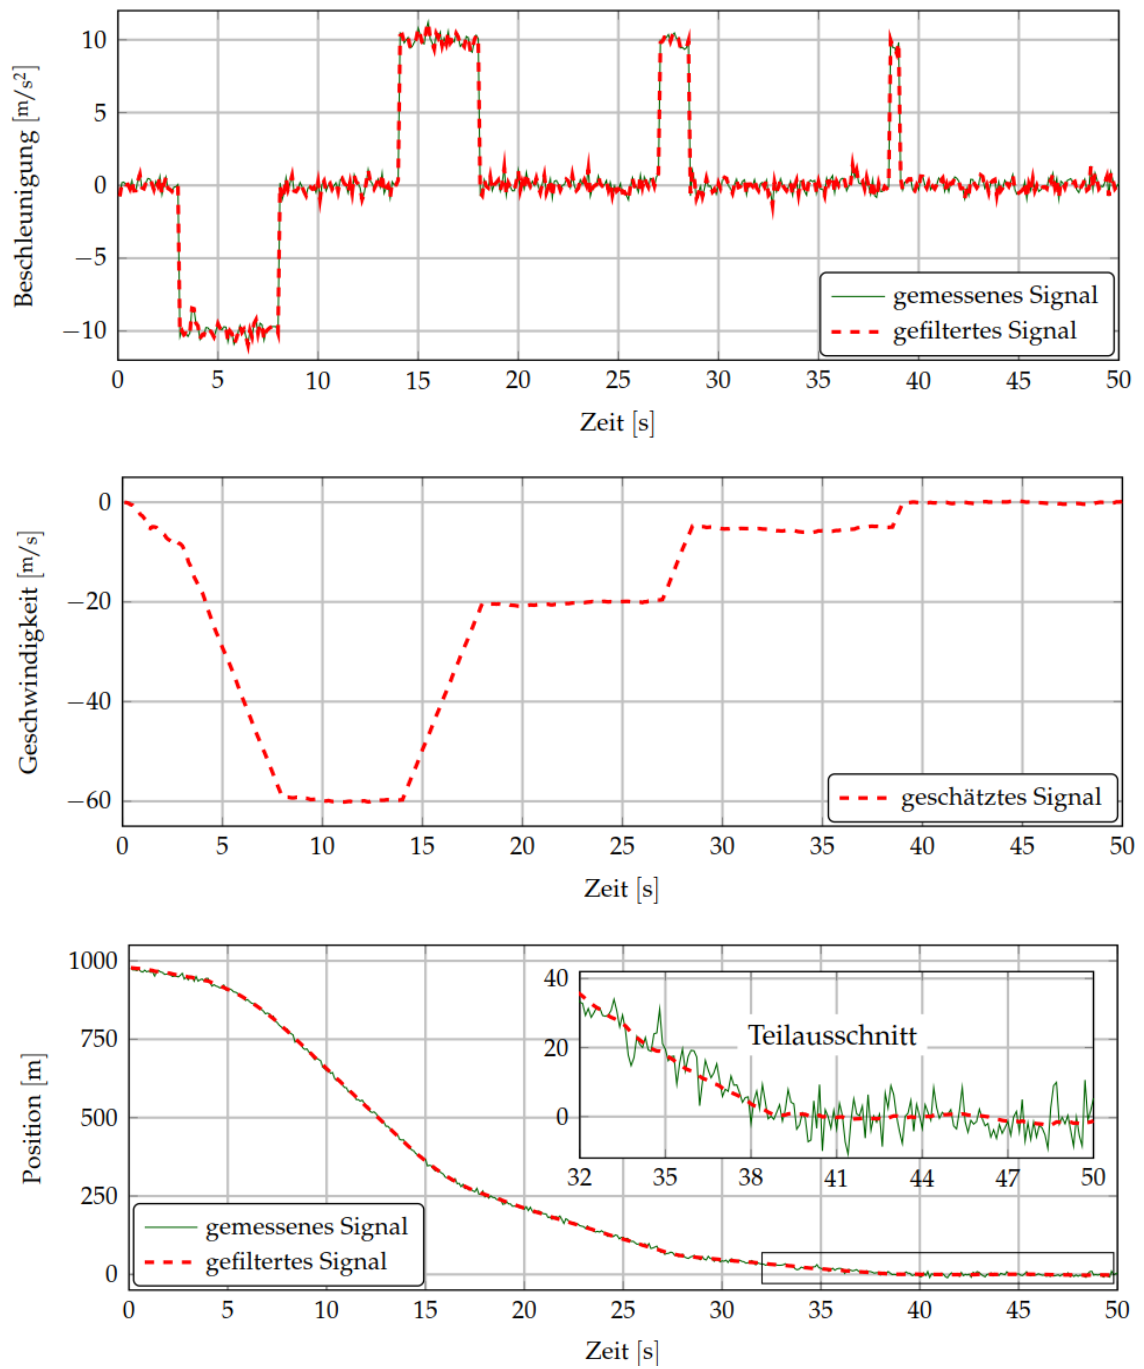 Beschleunigung [m/s²]
10
5
0
−5
−10
gemessenes Signal
gefiltertes Signal
0 5 10 15 20 25 30 35 40 45 50
Zeit [s]
Geschwindigkeit [m/s]
0
−20
−40
−60
geschätztes Signal
0 5 10 15 20 25 30 35 40 45 50
Zeit [s]
Position [m]
1000
750
500
250
0
40
20
0
Teilausschnitt
32 35 38 41 44 47 50
gemessenes Signal
gefiltertes Signal
0 5 10 15 20 25 30 35 40 45 50
Zeit [s]